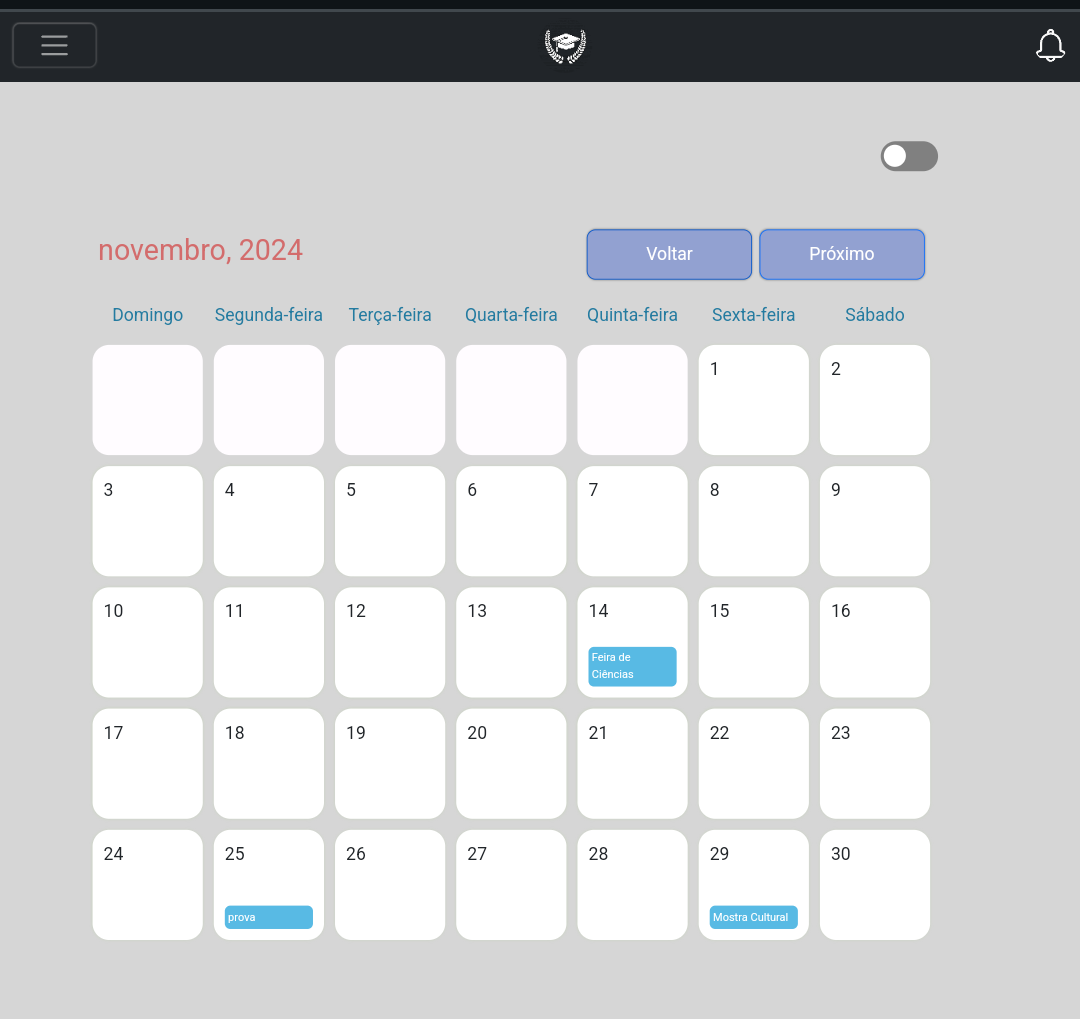 novembro, 2024
Voltar
Próximo
Domingo
Segunda-feira
Terça-feira
Quarta-feira
Quinta-feira
Sexta-feira
Sábado
1
2
3
4
5
6
7
8
9
10
11
12
13
14
Feira de
Ciências
15
16
17
18
19
20
21
22
23
24
25
prova
26
27
28
29
Mostra Cultural
30